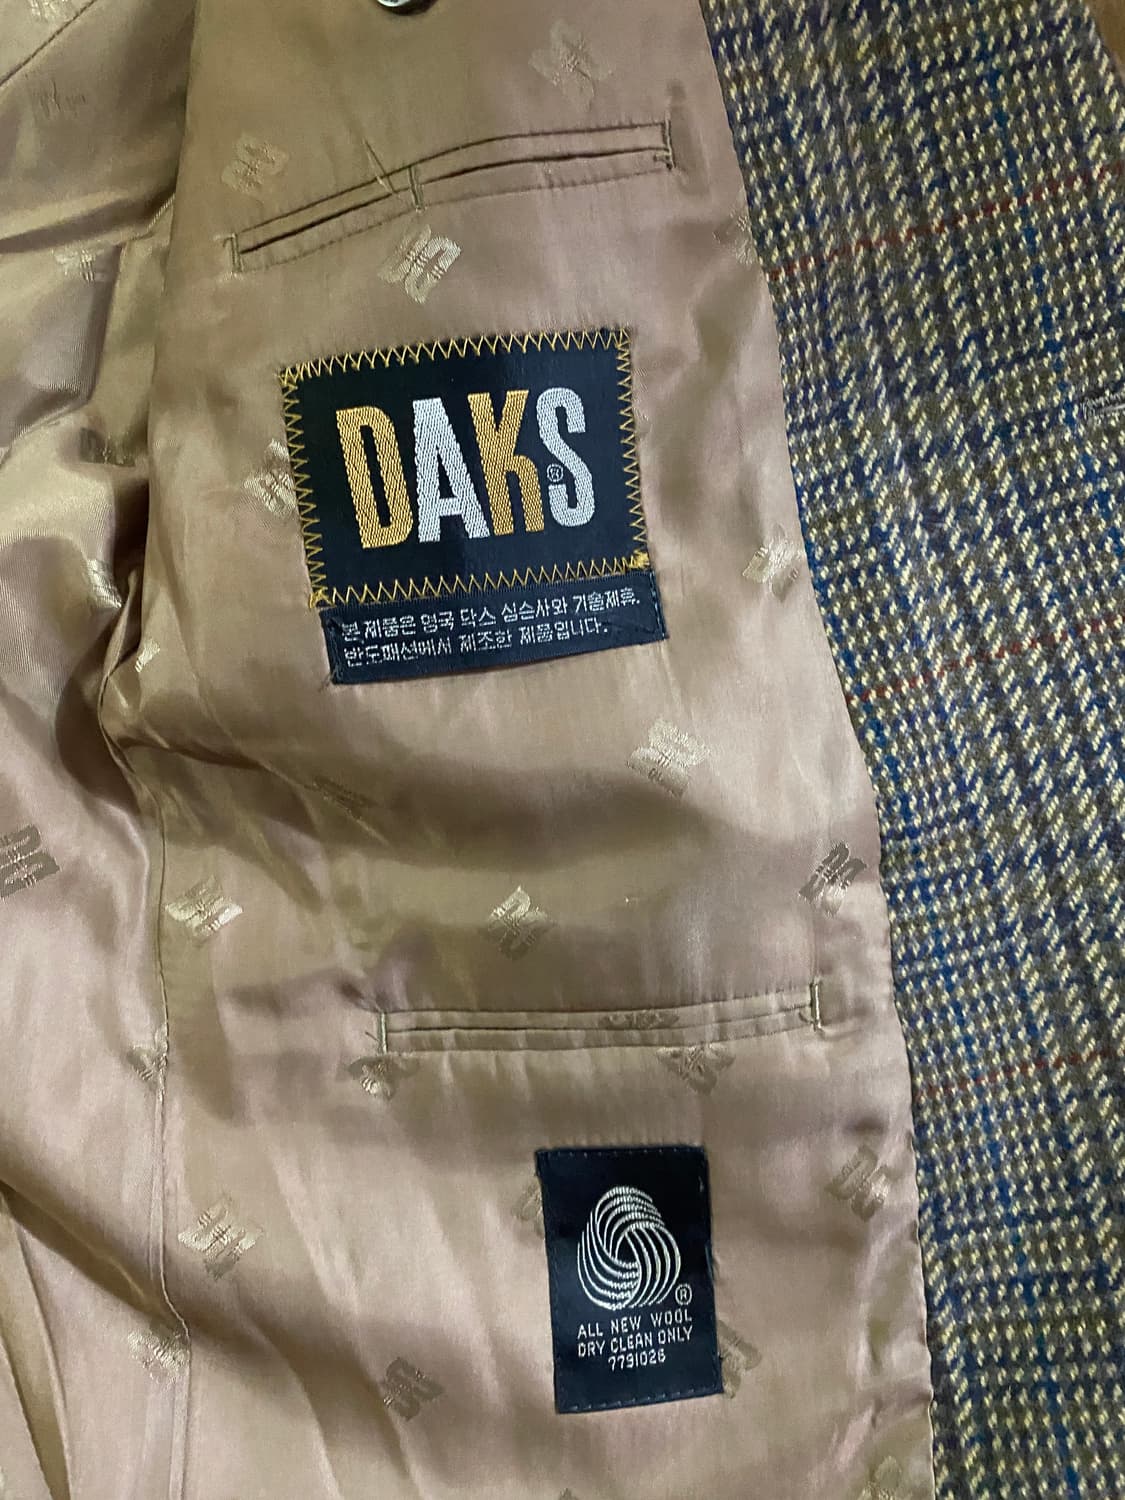 DAKS®
본 제품은 영국 닥스 심슨사와 기술제휴.
한도패션에서 제조한 제품입니다.
®
ALL NEW WOOL
DRY CLEAN ONLY
7791026